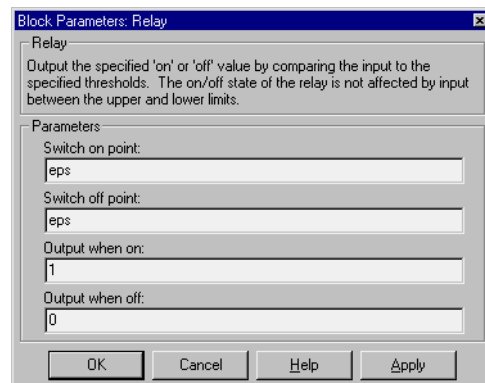 Block Parameters: Relay
Relay
Output the specified 'on' or 'off' value by comparing the input to the
specified thresholds. The on/off state of the relay is not affected by input
between the upper and lower limits.
Parameters
Switch on point:
eps
Switch off point:
eps
Output when on:
1
Output when off:
0
OK Cancel Help Apply